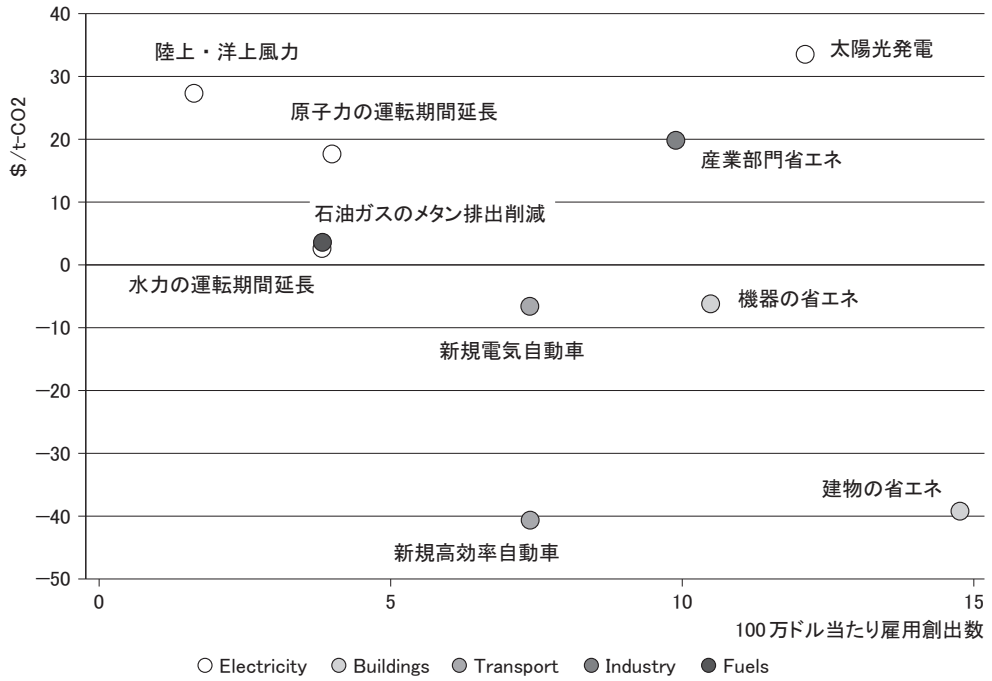 40
30
20
10
0
−10
−20
−30
−40
−50
$/t-CO2
陸上・洋上風力
太陽光発電
原子力の運転期間延長
産業部門省エネ
石油ガスのメタン排出削減
水力の運転期間延長
機器の省エネ
新規電気自動車
建物の省エネ
新規高効率自動車
0 5 10 15
100万ドル当たり雇用創出数
Electricity Buildings Transport Industry Fuels